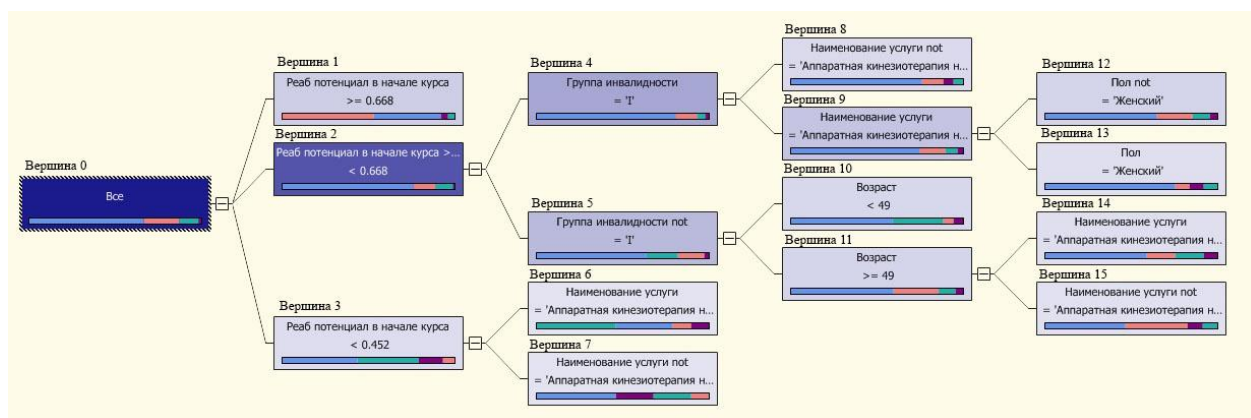 Вершина 0
Все
Вершина 1
Реаб потенциал в начале курса
>= 0.668
Вершина 2
Реаб потенциал в начале курса >...
< 0.668
Вершина 3
Реаб потенциал в начале курса
< 0.452
Вершина 4
Группа инвалидности
= 'I'
Вершина 5
Группа инвалидности not
= 'I'
Вершина 6
Наименование услуги
= 'Аппаратная кинезиотерапия н...
Вершина 7
Наименование услуги not
= 'Аппаратная кинезиотерапия н...
Вершина 8
Наименование услуги not
= 'Аппаратная кинезиотерапия н...
Вершина 9
Наименование услуги
= 'Аппаратная кинезиотерапия н...
Вершина 10
Возраст
< 49
Вершина 11
Возраст
>= 49
Вершина 12
Пол not
= 'Женский'
Вершина 13
Пол
= 'Женский'
Вершина 14
Наименование услуги
= 'Аппаратная кинезиотерапия н...
Вершина 15
Наименование услуги not
= 'Аппаратная кинезиотерапия н...